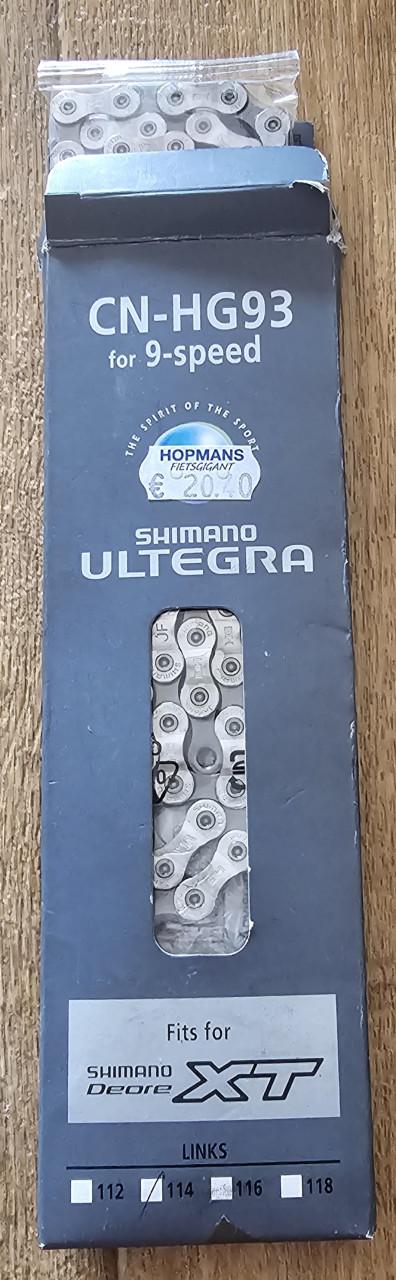 CN-HG93
for 9-speed
THE SPIRIT OF THE SPORT
HOPMANS
FIETSGIGANT
€ 20.40
SHIMANO
ULTEGRA
Fits for
SHIMANO
Deore XT
LINKS
112 114 116 118